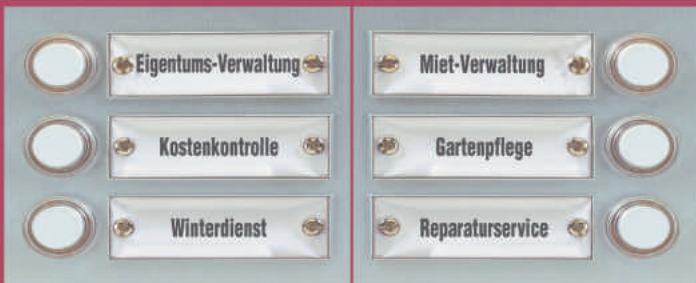 Eigentums-Verwaltung
Miet-Verwaltung
Kostenkontrolle
Gartenpflege
Winterdienst
Reparaturservice